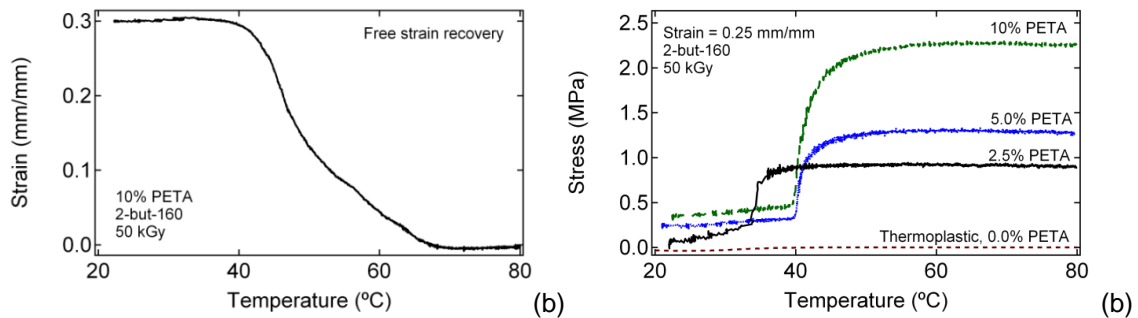 0.3
0.2
0.1
0.0
Strain (mm/mm)
Free strain recovery
10% PETA
2-but-160
50 kGy
20 40 60 80
Temperature (ºC)
(b)
2.5
2.0
1.5
1.0
0.5
0.0
Stress (MPa)
Strain = 0.25 mm/mm
2-but-160
50 kGy
10% PETA
5.0% PETA
2.5% PETA
Thermoplastic, 0.0% PETA
20 40 60 80
Temperature (ºC)
(b)